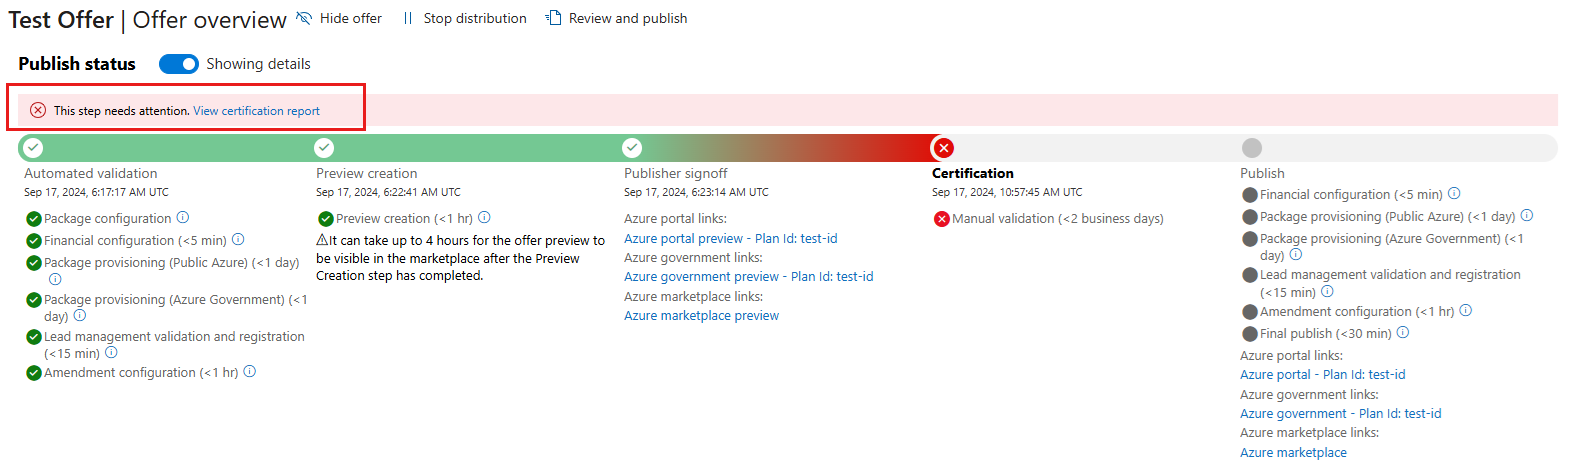 Test Offer | Offer overview Hide offer Stop distribution Review and publish
Publish status Showing details
This step needs attention. View certification report
Automated validation
Sep 17, 2024, 6:17:17 AM UTC
Package configuration
Financial configuration (<5 min)
Package provisioning (Public Azure) (<1 day)
Package provisioning (Azure Government) (<1
day)
Lead management validation and registration
(<15 min)
Amendment configuration (<1 hr)
Preview creation
Sep 17, 2024, 6:22:41 AM UTC
Preview creation (<1 hr)
It can take up to 4 hours for the offer preview to
be visible in the marketplace after the Preview
Creation step has completed.
Publisher signoff
Sep 17, 2024, 6:23:14 AM UTC
Azure portal links:
Azure portal preview - Plan Id: test-id
Azure government links:
Azure government preview - Plan Id: test-id
Azure marketplace links:
Azure marketplace preview
Certification
Sep 17, 2024, 10:57:45 AM UTC
Manual validation (<2 business days)
Publish
Financial configuration (<5 min)
Package provisioning (Public Azure) (<1 day)
Package provisioning (Azure Government) (<1
day)
Lead management validation and registration
(<15 min)
Amendment configuration (<1 hr)
Final publish (<30 min)
Azure portal links:
Azure portal - Plan Id: test-id
Azure government links:
Azure government - Plan Id: test-id
Azure marketplace links:
Azure marketplace